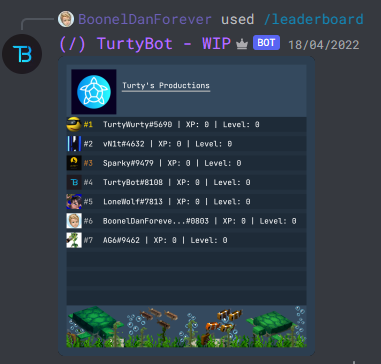 BoonelDanForever used /leaderboard
(/) TurtyBot - WIP BOT 18/04/2022
Turty's Productions
#1 TurtyWurty#5690 | XP: 0 | Level: 0
#2 vN1t#4632 | XP: 0 | Level: 0
#3 Sparky#9479 | XP: 0 | Level: 0
#4 TurtyBot#8108 | XP: 0 | Level: 0
#5 LoneWolf#7813 | XP: 0 | Level: 0
#6 BoonelDanForeve...#0803 | XP: 0 | Level: 0
#7 AG6#9462 | XP: 0 | Level: 0